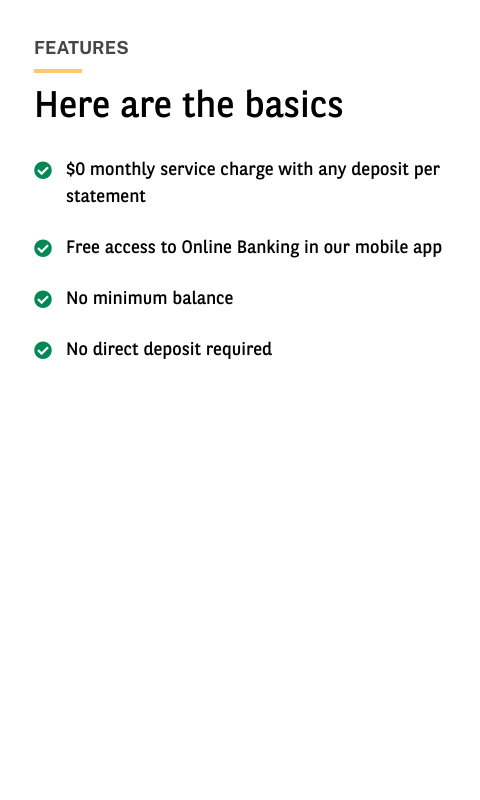 FEATURES
Here are the basics
$0 monthly service charge with any deposit per
statement
Free access to Online Banking in our mobile app
No minimum balance
No direct deposit required